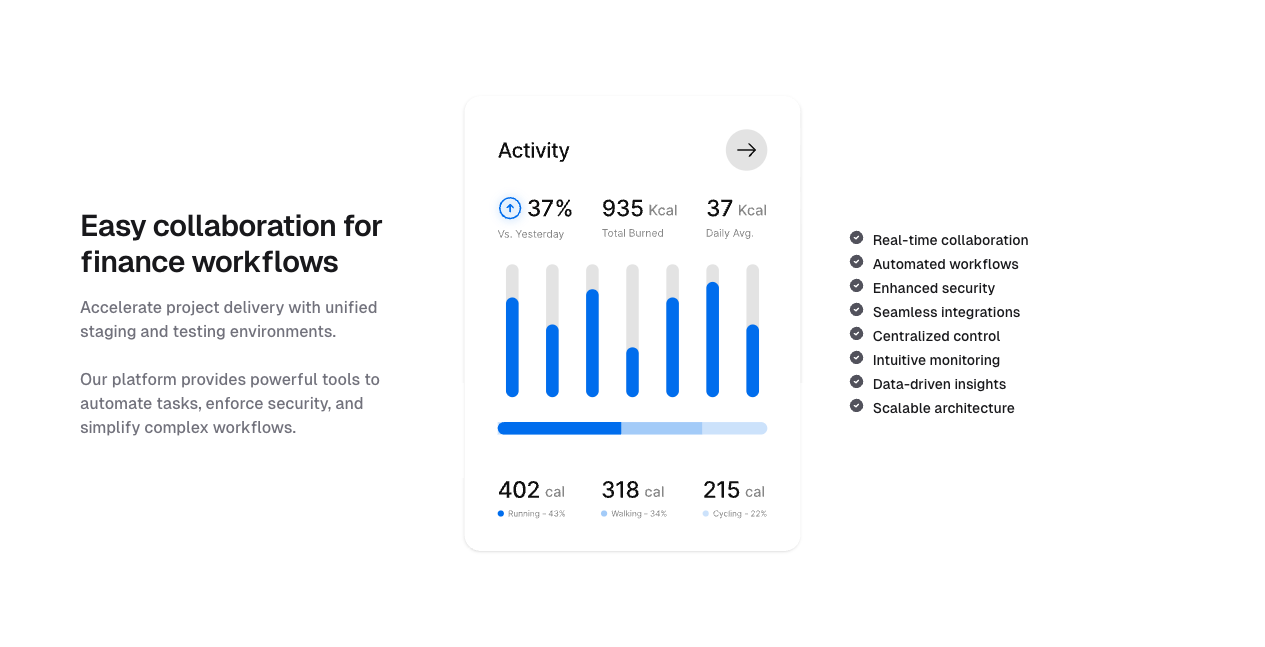 Easy collaboration for
finance workflows
Accelerate project delivery with unified
staging and testing environments.
Our platform provides powerful tools to
automate tasks, enforce security, and
simplify complex workflows.
Activity
37%
Vs. Yesterday
935 Kcal
Total Burned
37 Kcal
Daily Avg.
402 cal
Running - 43%
318 cal
Walking - 34%
215 cal
Cycling - 22%
Real-time collaboration
Automated workflows
Enhanced security
Seamless integrations
Centralized control
Intuitive monitoring
Data-driven insights
Scalable architecture